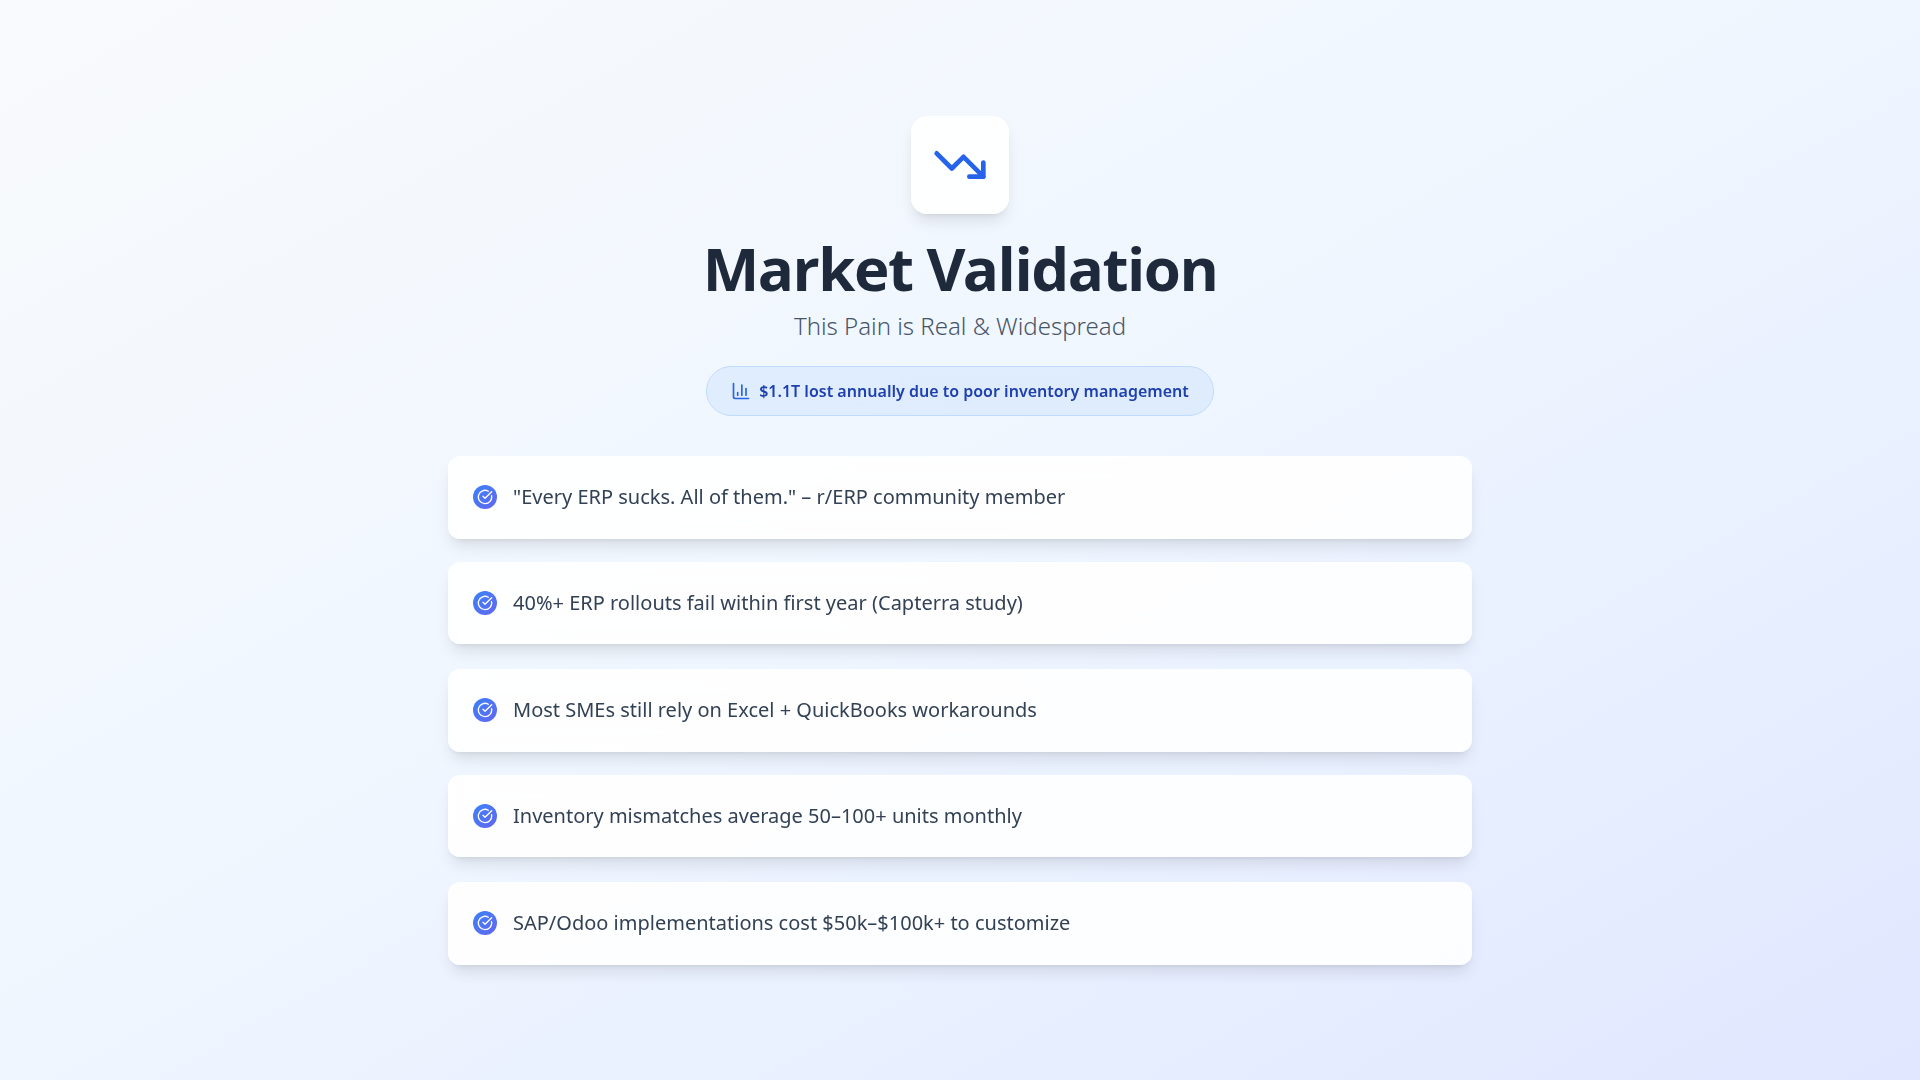 Market Validation
This Pain is Real & Widespread
$1.1T lost annually due to poor inventory management
"Every ERP sucks. All of them." – r/ERP community member
40%+ ERP rollouts fail within first year (Capterra study)
Most SMEs still rely on Excel + QuickBooks workarounds
Inventory mismatches average 50–100+ units monthly
SAP/Odoo implementations cost $50k–$100k+ to customize